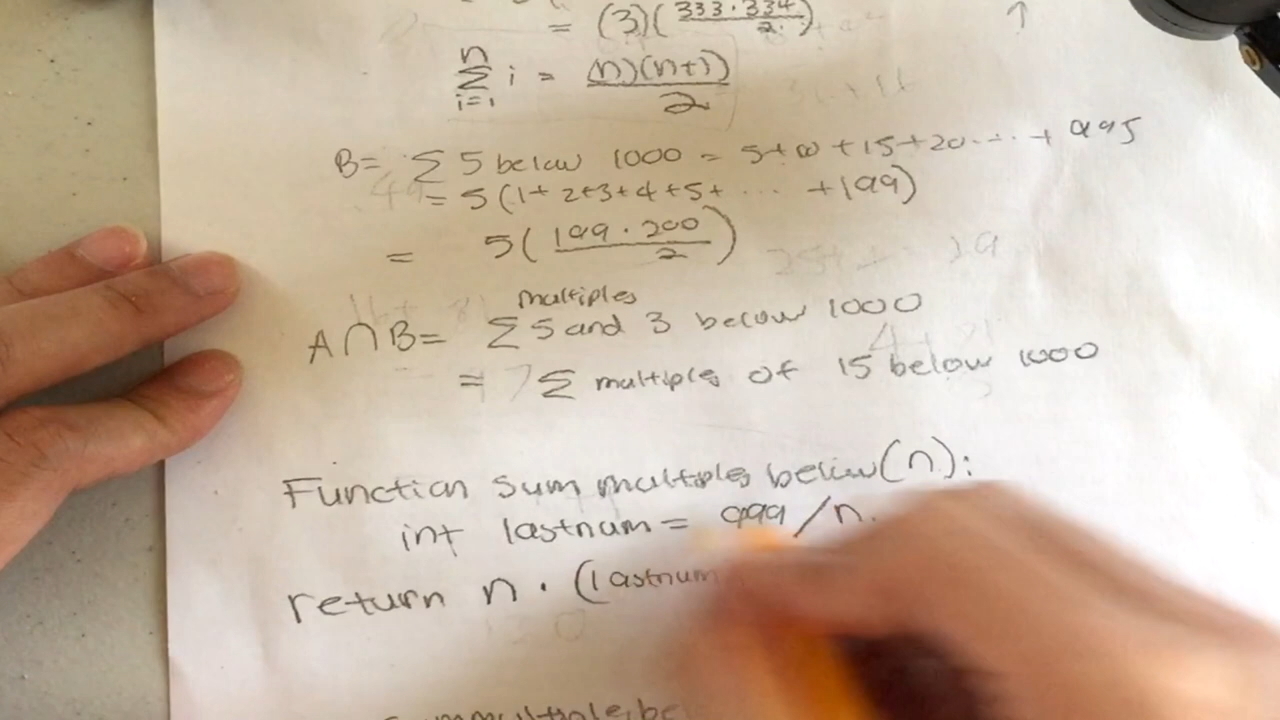 = (3)(333·334/2)
n
Σ i = (n)(n+1)/2
i=1
B= Σ 5 below 1000 = 5+10+15+20....+ 995
= 5(1+2+3+4+5+ .... +199)
= 5(199·200/2)
multiples
A∩B= Σ 5 and 3 below 1000
= Σ multiples of 15 below 1000
Function sum multiples below(n):
int lastnum = 999/n
return n · (lastnum